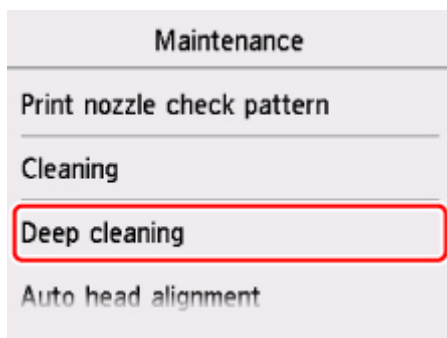 Maintenance
Print nozzle check pattern
Cleaning
Deep cleaning
Auto head alignment